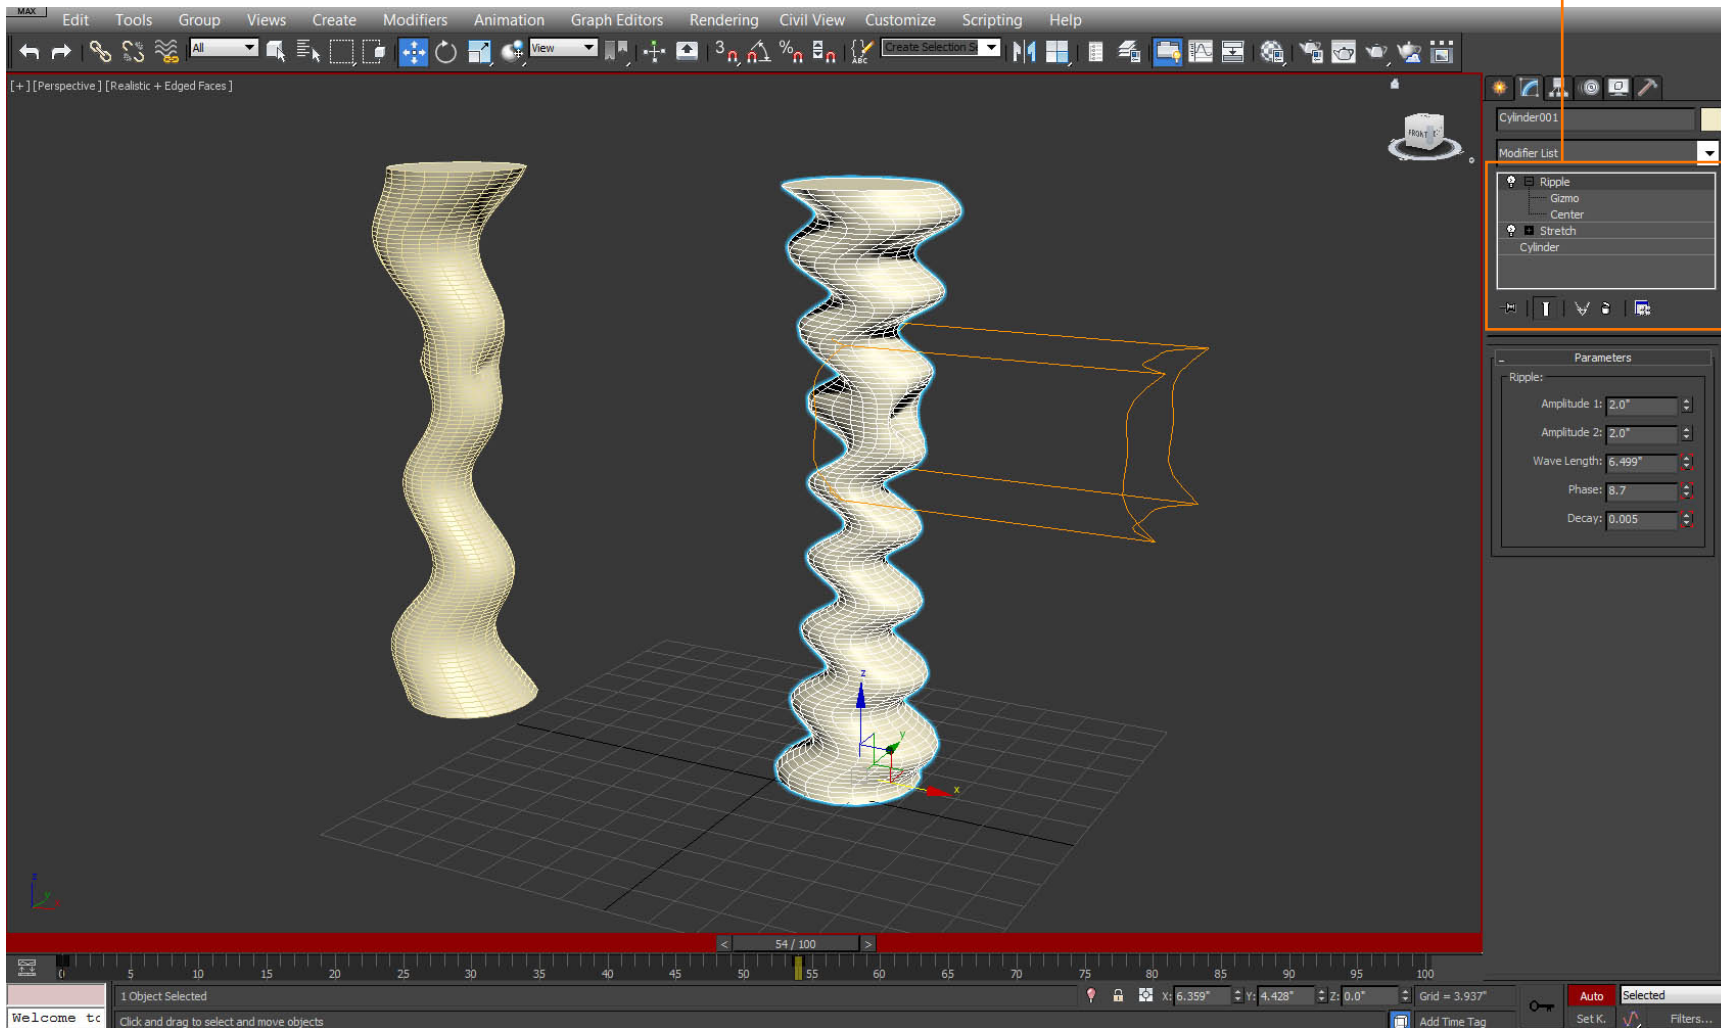 MAX
Edit Tools Group Views Create Modifiers Animation Graph Editors Rendering Civil View Customize Scripting Help
All View 3 % ABC Create Selection Se
[+] [Perspective] [Realistic + Edged Faces]
FRONT
Cylinder001
Modifier List
Ripple
Gizmo
Center
Stretch
Cylinder
Parameters
Ripple:
Amplitude 1: 2.0"
Amplitude 2: 2.0"
Wave Length: 6.499"
Phase: 8.7
Decay: 0.005
z
y
x
z
y
< 54 / 100 >
0 5 10 15 20 25 30 35 40 45 50 55 60 65 70 75 80 85 90 95 100
1 Object Selected X: 6.359" Y: 4.428" Z: 0.0" Grid = 3.937" Auto Selected
Welcome to Click and drag to select and move objects Add Time Tag Set K. Filters...